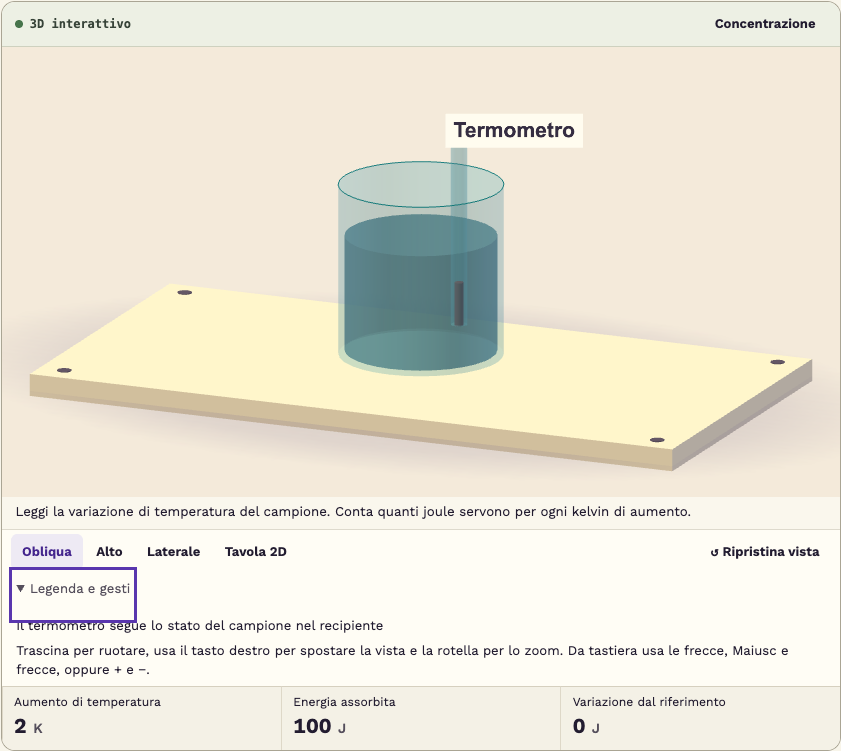 3D interattivo
Concentrazione
Termometro
Leggi la variazione di temperatura del campione. Conta quanti joule servono per ogni kelvin di aumento.
Obliqua
Alto
Laterale
Tavola 2D
↺ Ripristina vista
▼ Legenda e gesti
Il termometro segue lo stato del campione nel recipiente
Trascina per ruotare, usa il tasto destro per spostare la vista e la rotella per lo zoom. Da tastiera usa le frecce, Maiusc e
frecce, oppure + e −.
Aumento di temperatura
2 K
Energia assorbita
100 J
Variazione dal riferimento
0 J